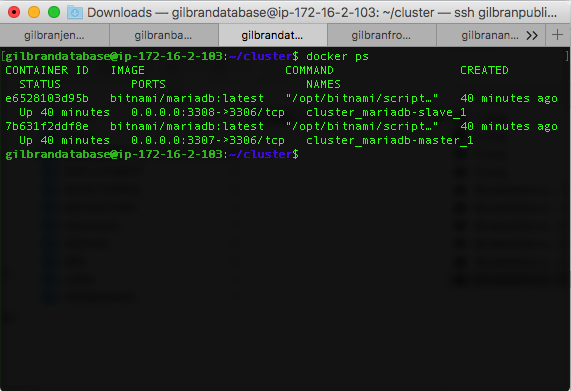 Downloads — gilbrandatabase@ip-172-16-2-103: ~/cluster — ssh gilbranpubli…
gilbranjen… gilbranba… gilbrandat… gilbranfro… gilbranan… >> +
[gilbrandatabase@ip-172-16-2-103:~/cluster$ docker ps ]
CONTAINER ID IMAGE COMMAND CREATED
STATUS PORTS NAMES
e6528103d95b bitnami/mariadb:latest "/opt/bitnami/script…" 40 minutes ago
Up 40 minutes 0.0.0.0:3308->3306/tcp cluster_mariadb-slave_1
7b631f2ddf8e bitnami/mariadb:latest "/opt/bitnami/script…" 40 minutes ago
Up 40 minutes 0.0.0.0:3307->3306/tcp cluster_mariadb-master_1
gilbrandatabase@ip-172-16-2-103:~/cluster$